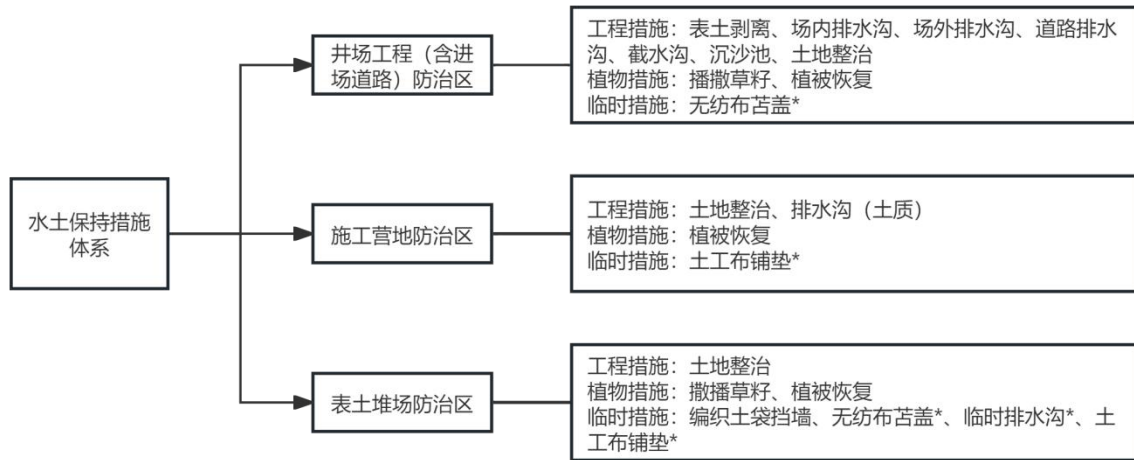 水土保持措施
体系
井场工程（含进
场道路）防治区
工程措施：表土剥离、场内排水沟、场外排水沟、道路排水
沟、截水沟、沉沙池、土地整治
植物措施：播撒草籽、植被恢复
临时措施：无纺布苫盖*
施工营地防治区
工程措施：土地整治、排水沟（土质）
植物措施：植被恢复
临时措施：土工布铺垫*
表土堆场防治区
工程措施：土地整治
植物措施：撒播草籽、植被恢复
临时措施：编织土袋挡墙、无纺布苫盖*、临时排水沟*、土
工布铺垫*